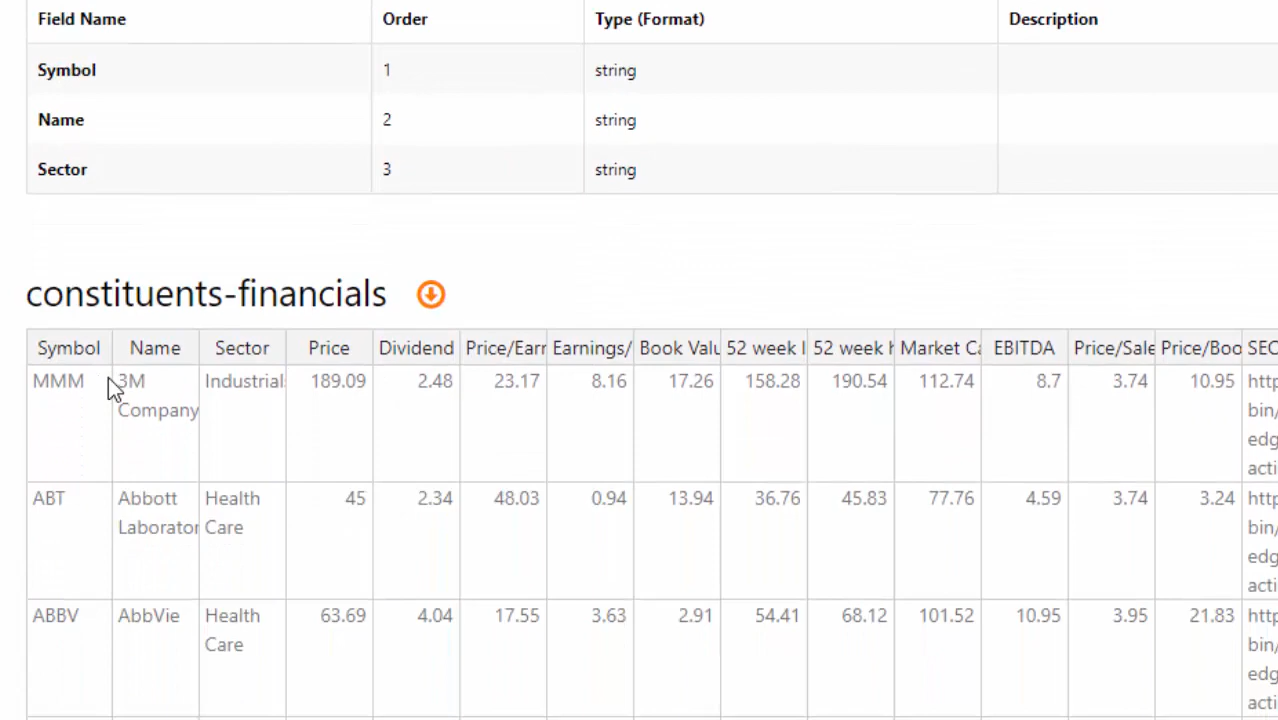 Field Name Order Type (Format) Description
Symbol 1 string
Name 2 string
Sector 3 string
constituents-financials
Symbol Name Sector Price Dividend Price/Earn Earnings/ Book Valu 52 week l 52 week h Market Ca EBITDA Price/Sale Price/Boo SEC
MMM 3M Industrial 189.09 2.48 23.17 8.16 17.26 158.28 190.54 112.74 8.7 3.74 10.95 http
Company bin/
edg
acti
ABT Abbott Health 45 2.34 48.03 0.94 13.94 36.76 45.83 77.76 4.59 3.74 3.24 http
Laborator Care bin/
edg
acti
ABBV AbbVie Health 63.69 4.04 17.55 3.63 2.91 54.41 68.12 101.52 10.95 3.95 21.83 http
Care bin/
edg
acti